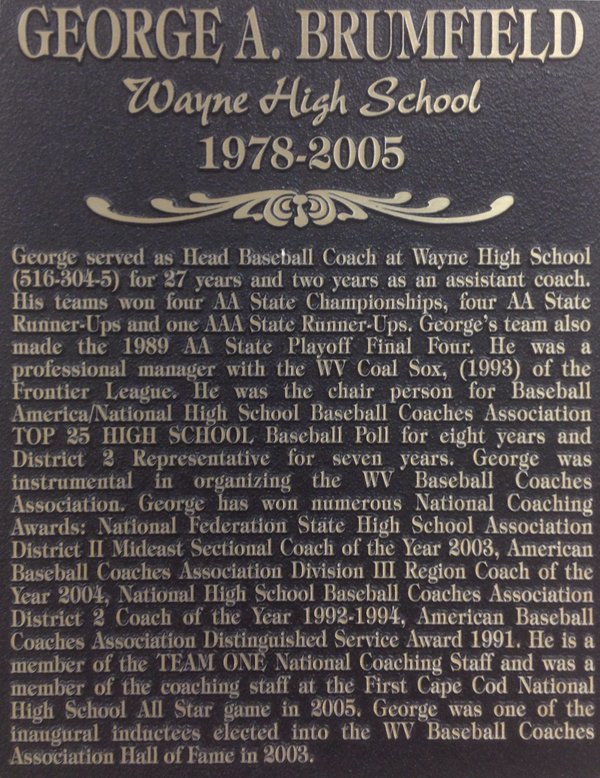 GEORGE A. BRUMFIELD
Wayne High School
1978-2005
George served as Head Baseball Coach at Wayne High School
(516-304-5) for 27 years and two years as an assistant coach.
His teams won four AA State Championships, four AA State
Runner-Ups and one AAA State Runner-Ups. George's team also
made the 1989 AA State Playoff Final Four. He was a
professional manager with the WV Coal Sox, (1993) of the
Frontier League. He was the chair person for Baseball
America/National High School Baseball Coaches Association
TOP 25 HIGH SCHOOL Baseball Poll for eight years and
District 2 Representative for seven years. George was
instrumental in organizing the WV Baseball Coaches
Association. George has won numerous National Coaching
Awards: National Federation State High School Association
District II Mideast Sectional Coach of the Year 2003, American
Baseball Coaches Association Division III Region Coach of the
Year 2004, National High School Baseball Coaches Association
District 2 Coach of the Year 1992-1994, American Baseball
Coaches Association Distinguished Service Award 1991. He is a
member of the TEAM ONE National Coaching Staff and was a
member of the coaching staff at the First Cape Cod National
High School All Star game in 2005. George was one of the
inaugural inductees elected into the WV Baseball Coaches
Association Hall of Fame in 2003.